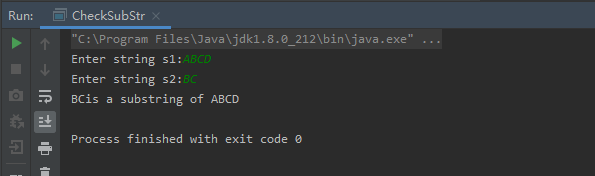 Run: CheckSubStr
"C:\Program Files\Java\jdk1.8.0_212\bin\java.exe" ...
Enter string s1:ABCD
Enter string s2:BC
BCis a substring of ABCD
Process finished with exit code 0